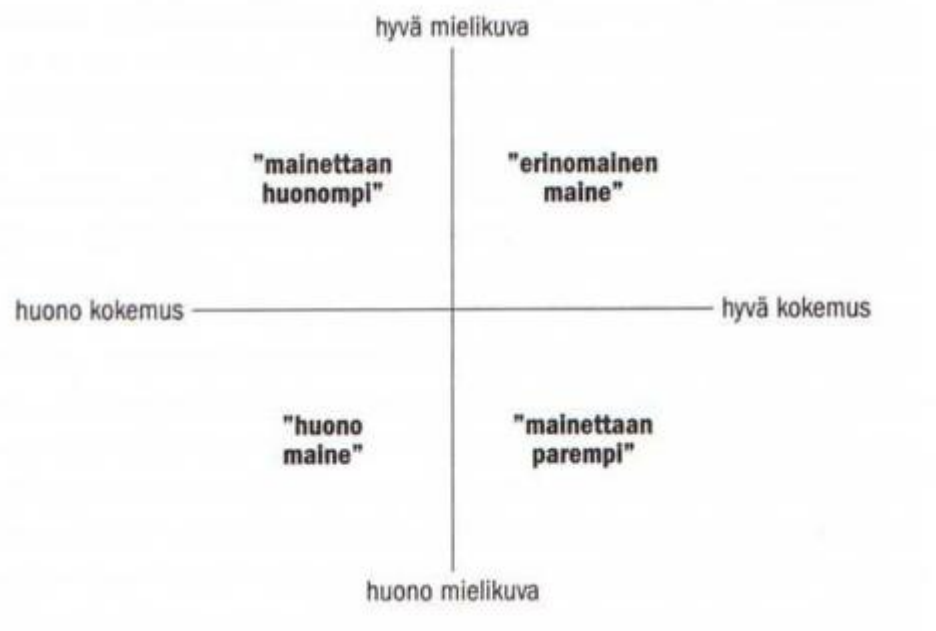 hyvä mielikuva
"mainettaan
huonompi"
"erinomainen
maine"
huono kokemus
hyvä kokemus
"huono
maine"
"mainettaan
parempi"
huono mielikuva